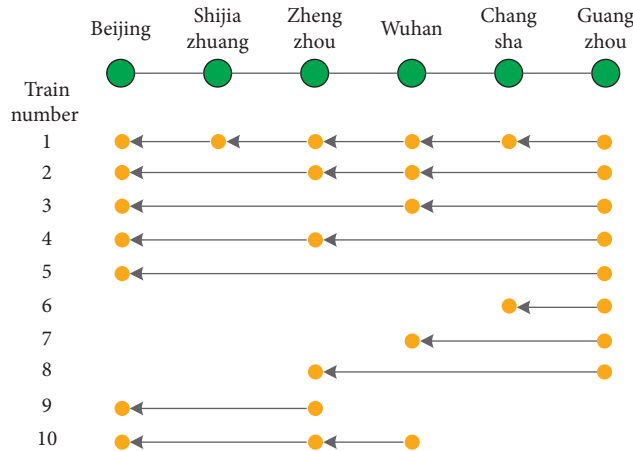 Beijing
Shijia
zhuang
Zheng
zhou
Wuhan
Chang
sha
Guang
zhou
Train
number
1
2
3
4
5
6
7
8
9
10